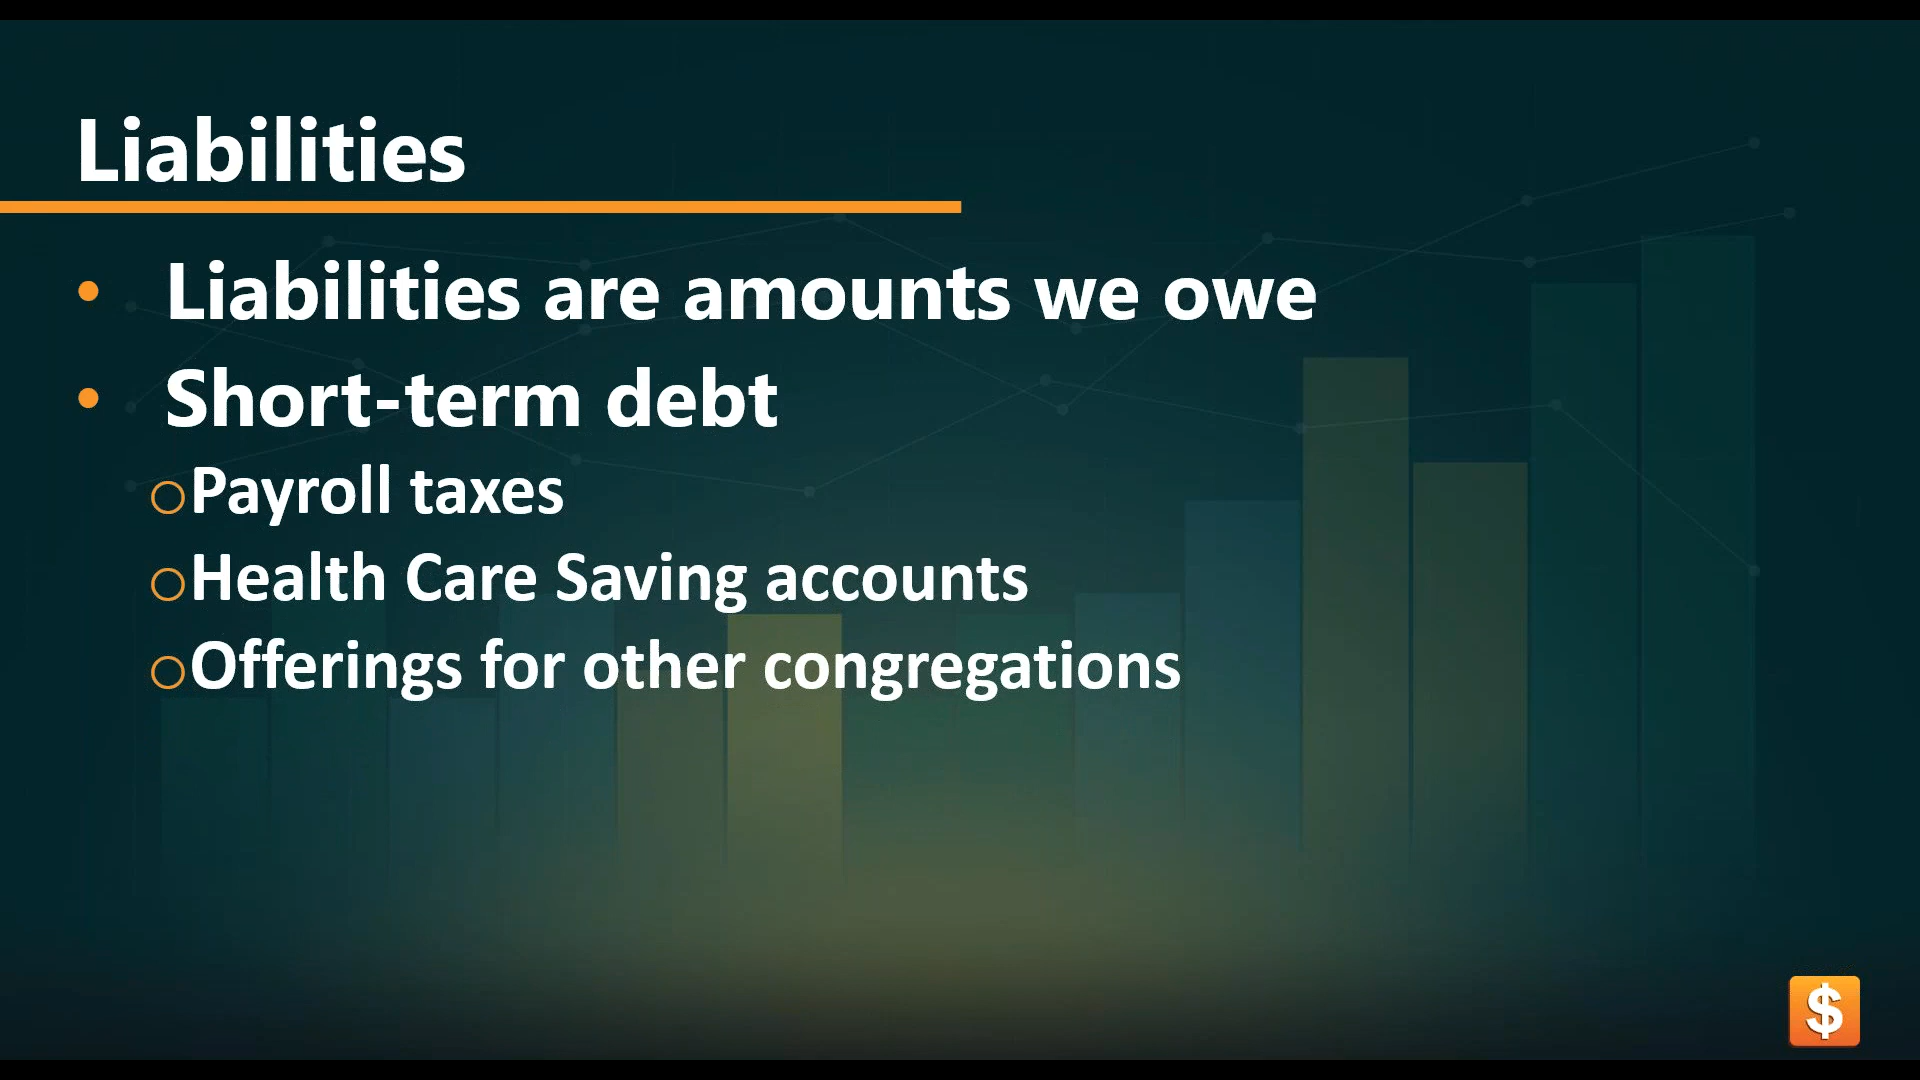 Liabilities
• Liabilities are amounts we owe
• Short-term debt
○Payroll taxes
○Health Care Saving accounts
○Offerings for other congregations
$